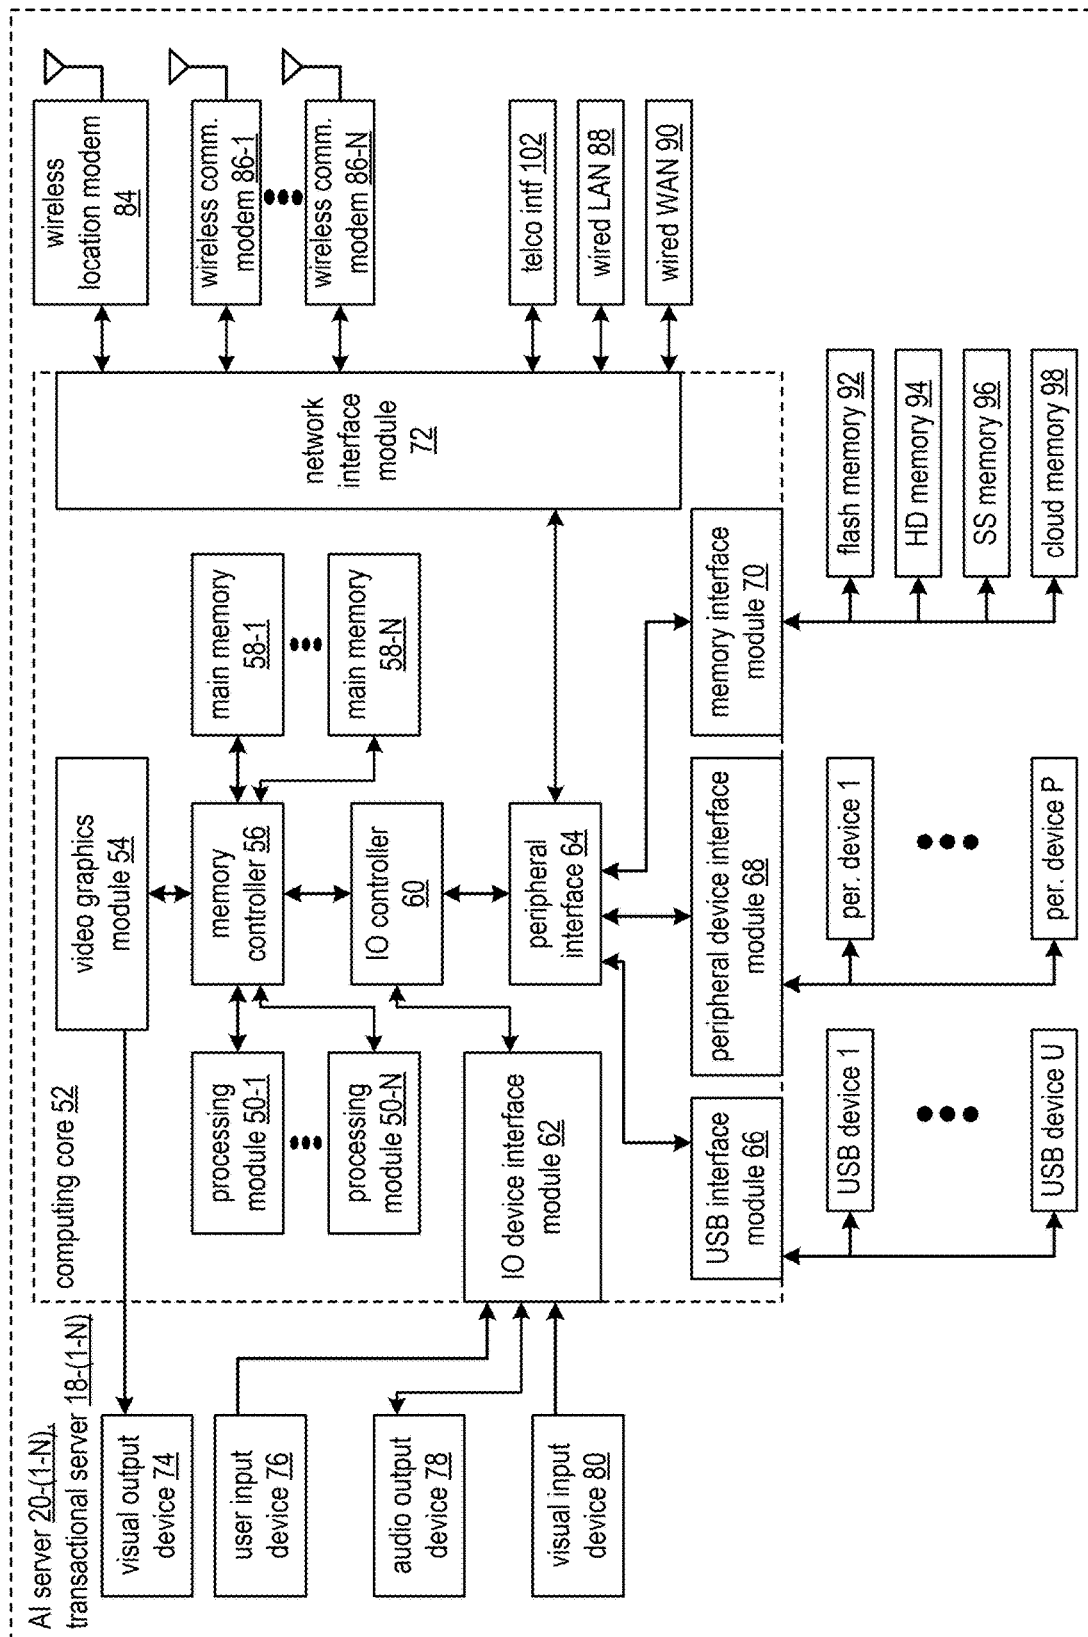 AI server 20-(1-N),
transactional server 18-(1-N)
computing core 52
visual output
device 74
user input
device 76
audio output
device 78
visual input
device 80
video graphics
module 54
processing
module 50-1
processing
module 50-N
memory
controller 56
main memory
58-1
main memory
58-N
IO controller
60
IO device interface
module 62
peripheral
interface 64
network
interface
module
72
wireless
location modem
84
wireless comm.
modem 86-1
wireless comm.
modem 86-N
telco intf 102
wired LAN 88
wired WAN 90
USB interface
module 66
peripheral device interface
module 68
memory interface
module 70
USB device 1
USB device U
per. device 1
per. device P
flash memory 92
HD memory 94
SS memory 96
cloud memory 98